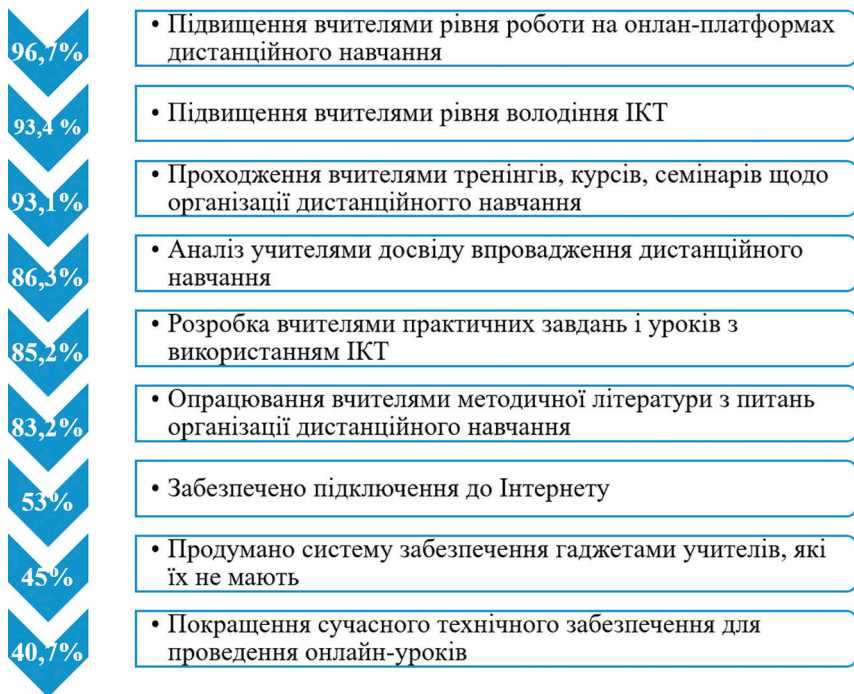 96,7%
• Підвищення вчителями рівня роботи на онлан-платформах
дистанційного навчання
93,4 %
• Підвищення вчителями рівня володіння ІКТ
93,1%
• Проходження вчителями тренінгів, курсів, семінарів щодо
організації дистанційногго навчання
86,3%
• Аналіз учителями досвіду впровадження дистанційного
навчання
85,2%
• Розробка вчителями практичних завдань і уроків з
використанням ІКТ
83,2%
• Опрацювання вчителями методичної літератури з питань
організації дистанційного навчання
53%
• Забезпечено підключення до Інтернету
45%
• Продумано систему забезпечення гаджетами учителів, які
їх не мають
40,7%
• Покращення сучасного технічного забезпечення для
проведення онлайн-уроків